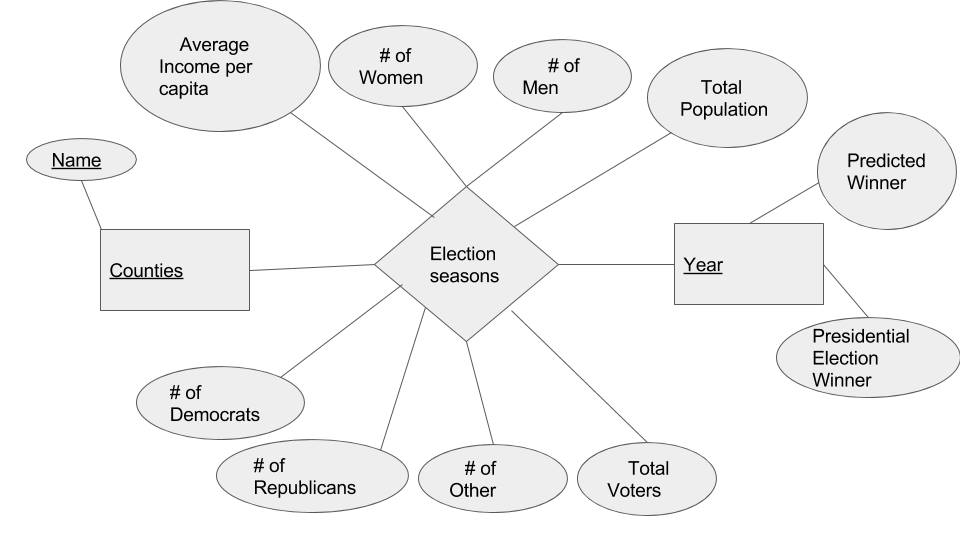 Average
Income per
capita
# of
Women
# of
Men
Total
Population
Name
Predicted
Winner
Counties
Election
seasons
Year
Presidential
Election
Winner
# of
Democrats
# of
Republicans
# of
Other
Total
Voters